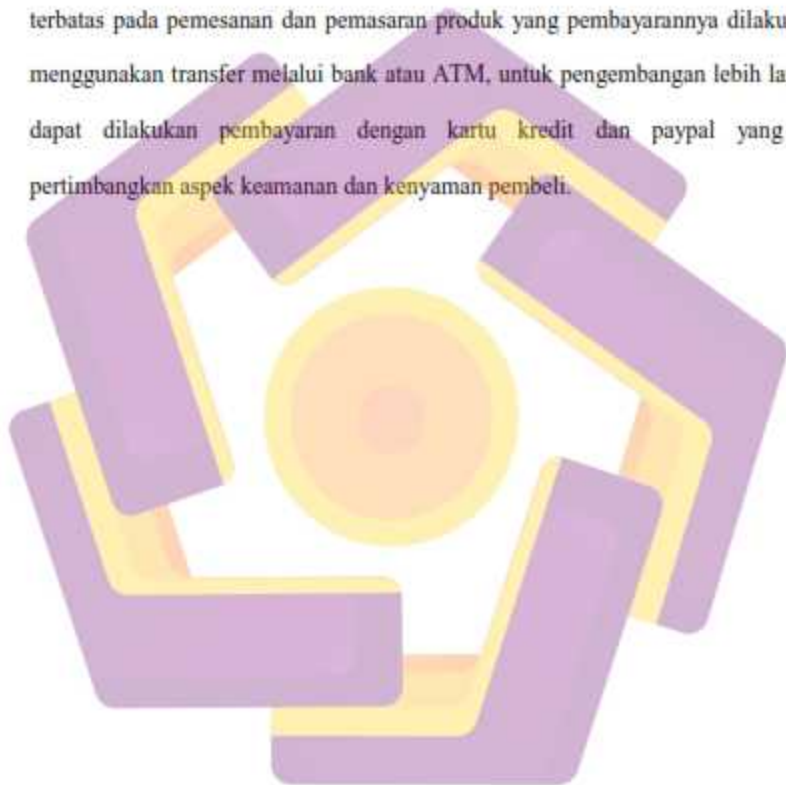 terbatas pada pemesanan dan pemasaran produk yang pembayarannya dilaku
menggunakan transfer melalui bank atau ATM, untuk pengembangan lebih la
dapat dilakukan pembayaran dengan kartu kredit dan paypal yang
pertimbangkan aspek keamanan dan kenyaman pembeli.